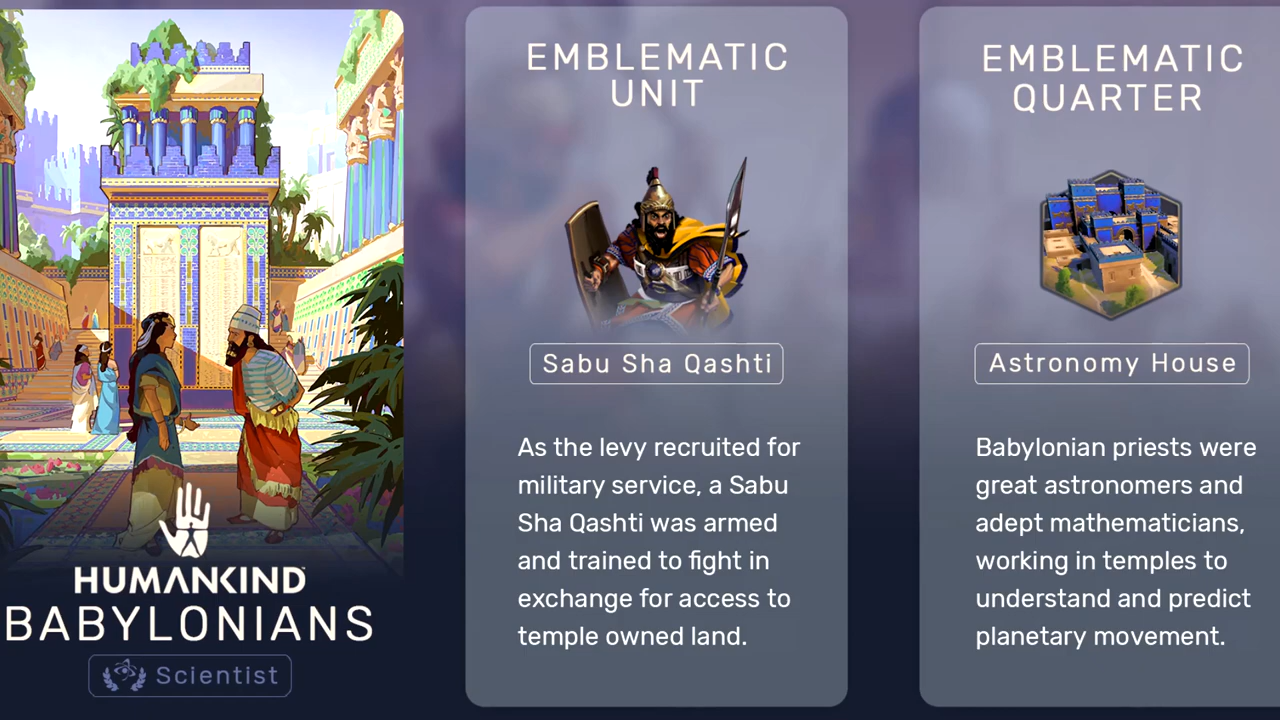 HUMANKIND™
BABYLONIANS
Scientist
EMBLEMATIC
UNIT
Sabu Sha Qashti
As the levy recruited for
military service, a Sabu
Sha Qashti was armed
and trained to fight in
exchange for access to
temple owned land.
EMBLEMATIC
QUARTER
Astronomy House
Babylonian priests were
great astronomers and
adept mathematicians,
working in temples to
understand and predict
planetary movement.